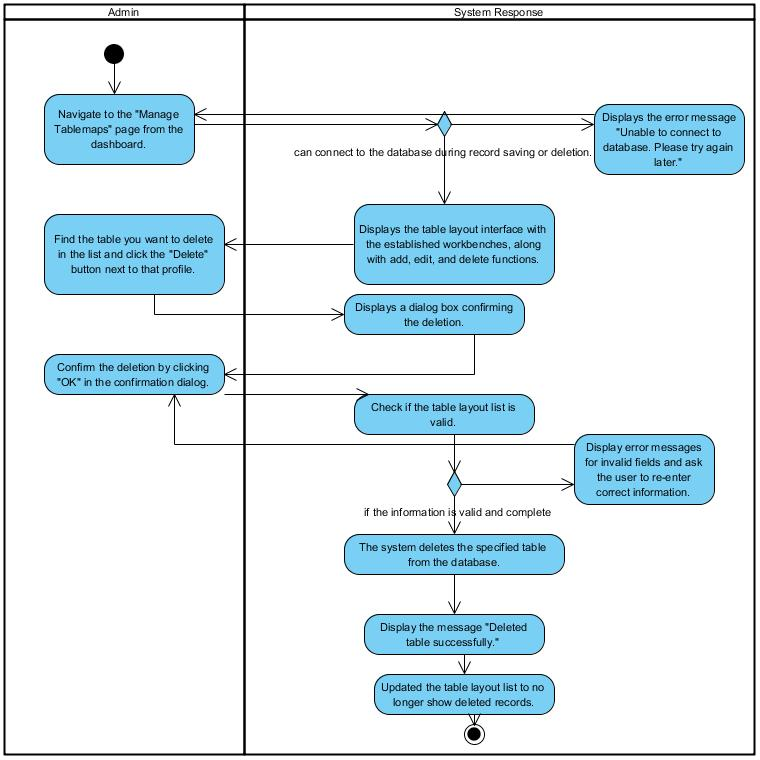 Admin
System Response
Navigate to the "Manage
Tablemaps" page from the
dashboard.
Displays the error message
"Unable to connect to
database. Please try again
later."
can connect to the database during record saving or deletion.
Displays the table layout interface with
the established workbenches, along
with add, edit, and delete functions.
Find the table you want to delete
in the list and click the "Delete"
button next to that profile.
Displays a dialog box confirming
the deletion.
Confirm the deletion by clicking
"OK" in the confirmation dialog.
Check if the table layout list is
valid.
Display error messages
for invalid fields and ask
the user to re-enter
correct information.
if the information is valid and complete
The system deletes the specified table
from the database.
Display the message "Deleted
table successfully."
Updated the table layout list to no
longer show deleted records.